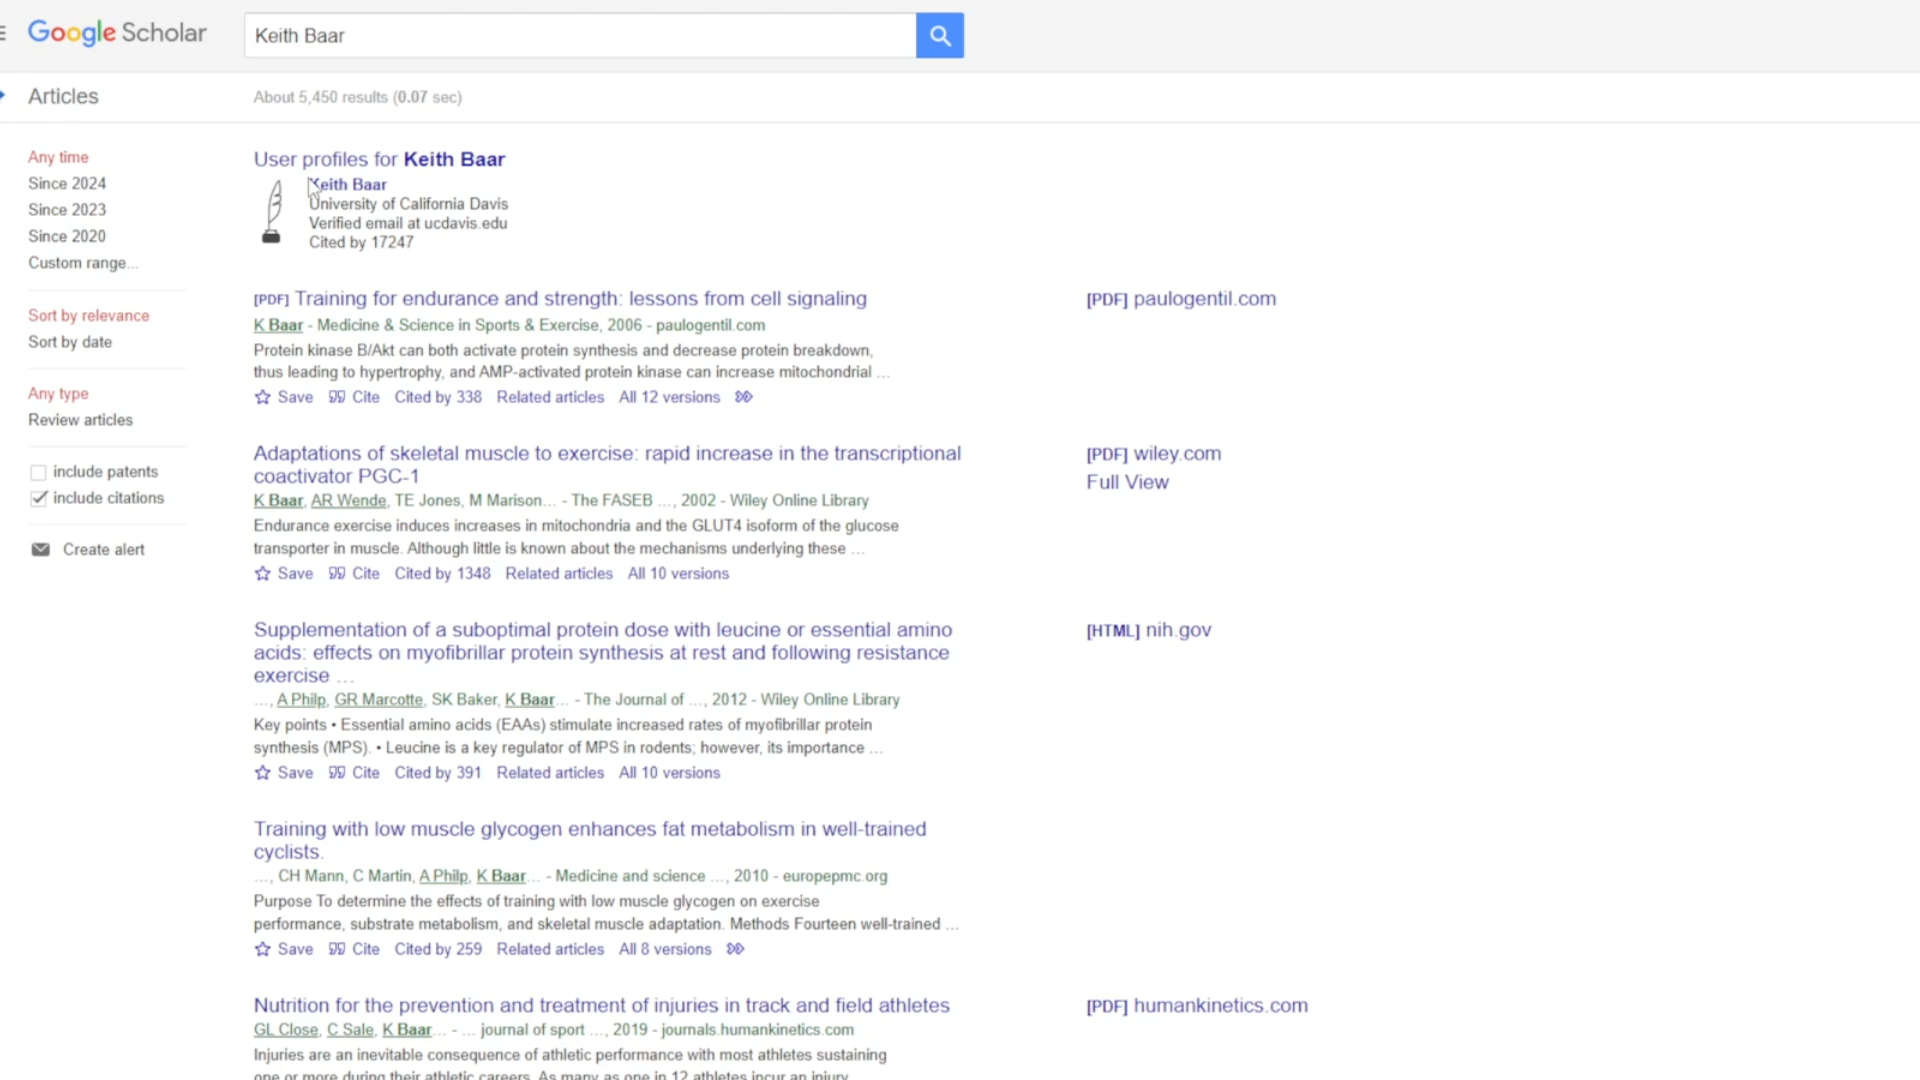 Google Scholar
Keith Baar
Articles
About 5,450 results (0.07 sec)
Any time
Since 2024
Since 2023
Since 2020
Custom range...
Sort by relevance
Sort by date
Any type
Review articles
include patents
include citations
Create alert
User profiles for Keith Baar
Keith Baar
University of California Davis
Verified email at ucdavis.edu
Cited by 17247
[PDF] Training for endurance and strength: lessons from cell signaling
K Baar - Medicine & Science in Sports & Exercise, 2006 - paulogentil.com
Protein kinase B/Akt can both activate protein synthesis and decrease protein breakdown,
thus leading to hypertrophy, and AMP-activated protein kinase can increase mitochondrial ...
Save Cite Cited by 338 Related articles All 12 versions
[PDF] paulogentil.com
Adaptations of skeletal muscle to exercise: rapid increase in the transcriptional
coactivator PGC-1
K Baar, AR Wende, TE Jones, M Marison... - The FASEB ..., 2002 - Wiley Online Library
Endurance exercise induces increases in mitochondria and the GLUT4 isoform of the glucose
transporter in muscle. Although little is known about the mechanisms underlying these ...
Save Cite Cited by 1348 Related articles All 10 versions
[PDF] wiley.com
Full View
Supplementation of a suboptimal protein dose with leucine or essential amino
acids: effects on myofibrillar protein synthesis at rest and following resistance
exercise ...
..., A Philp, GR Marcotte, SK Baker, K Baar... - The Journal of ..., 2012 - Wiley Online Library
Key points • Essential amino acids (EAAs) stimulate increased rates of myofibrillar protein
synthesis (MPS). • Leucine is a key regulator of MPS in rodents; however, its importance ...
Save Cite Cited by 391 Related articles All 10 versions
[HTML] nih.gov
Training with low muscle glycogen enhances fat metabolism in well-trained
cyclists.
..., CH Mann, C Martin, A Philp, K Baar... - Medicine and science ..., 2010 - europepmc.org
Purpose To determine the effects of training with low muscle glycogen on exercise
performance, substrate metabolism, and skeletal muscle adaptation. Methods Fourteen well-trained ...
Save Cite Cited by 259 Related articles All 8 versions
Nutrition for the prevention and treatment of injuries in track and field athletes
GL Close, C Sale, K Baar... - ... journal of sport ..., 2019 - journals.humankinetics.com
Injuries are an inevitable consequence of athletic performance with most athletes sustaining
one or more during their athletic careers. As many as one in 12 athletes incur an injury
[PDF] humankinetics.com